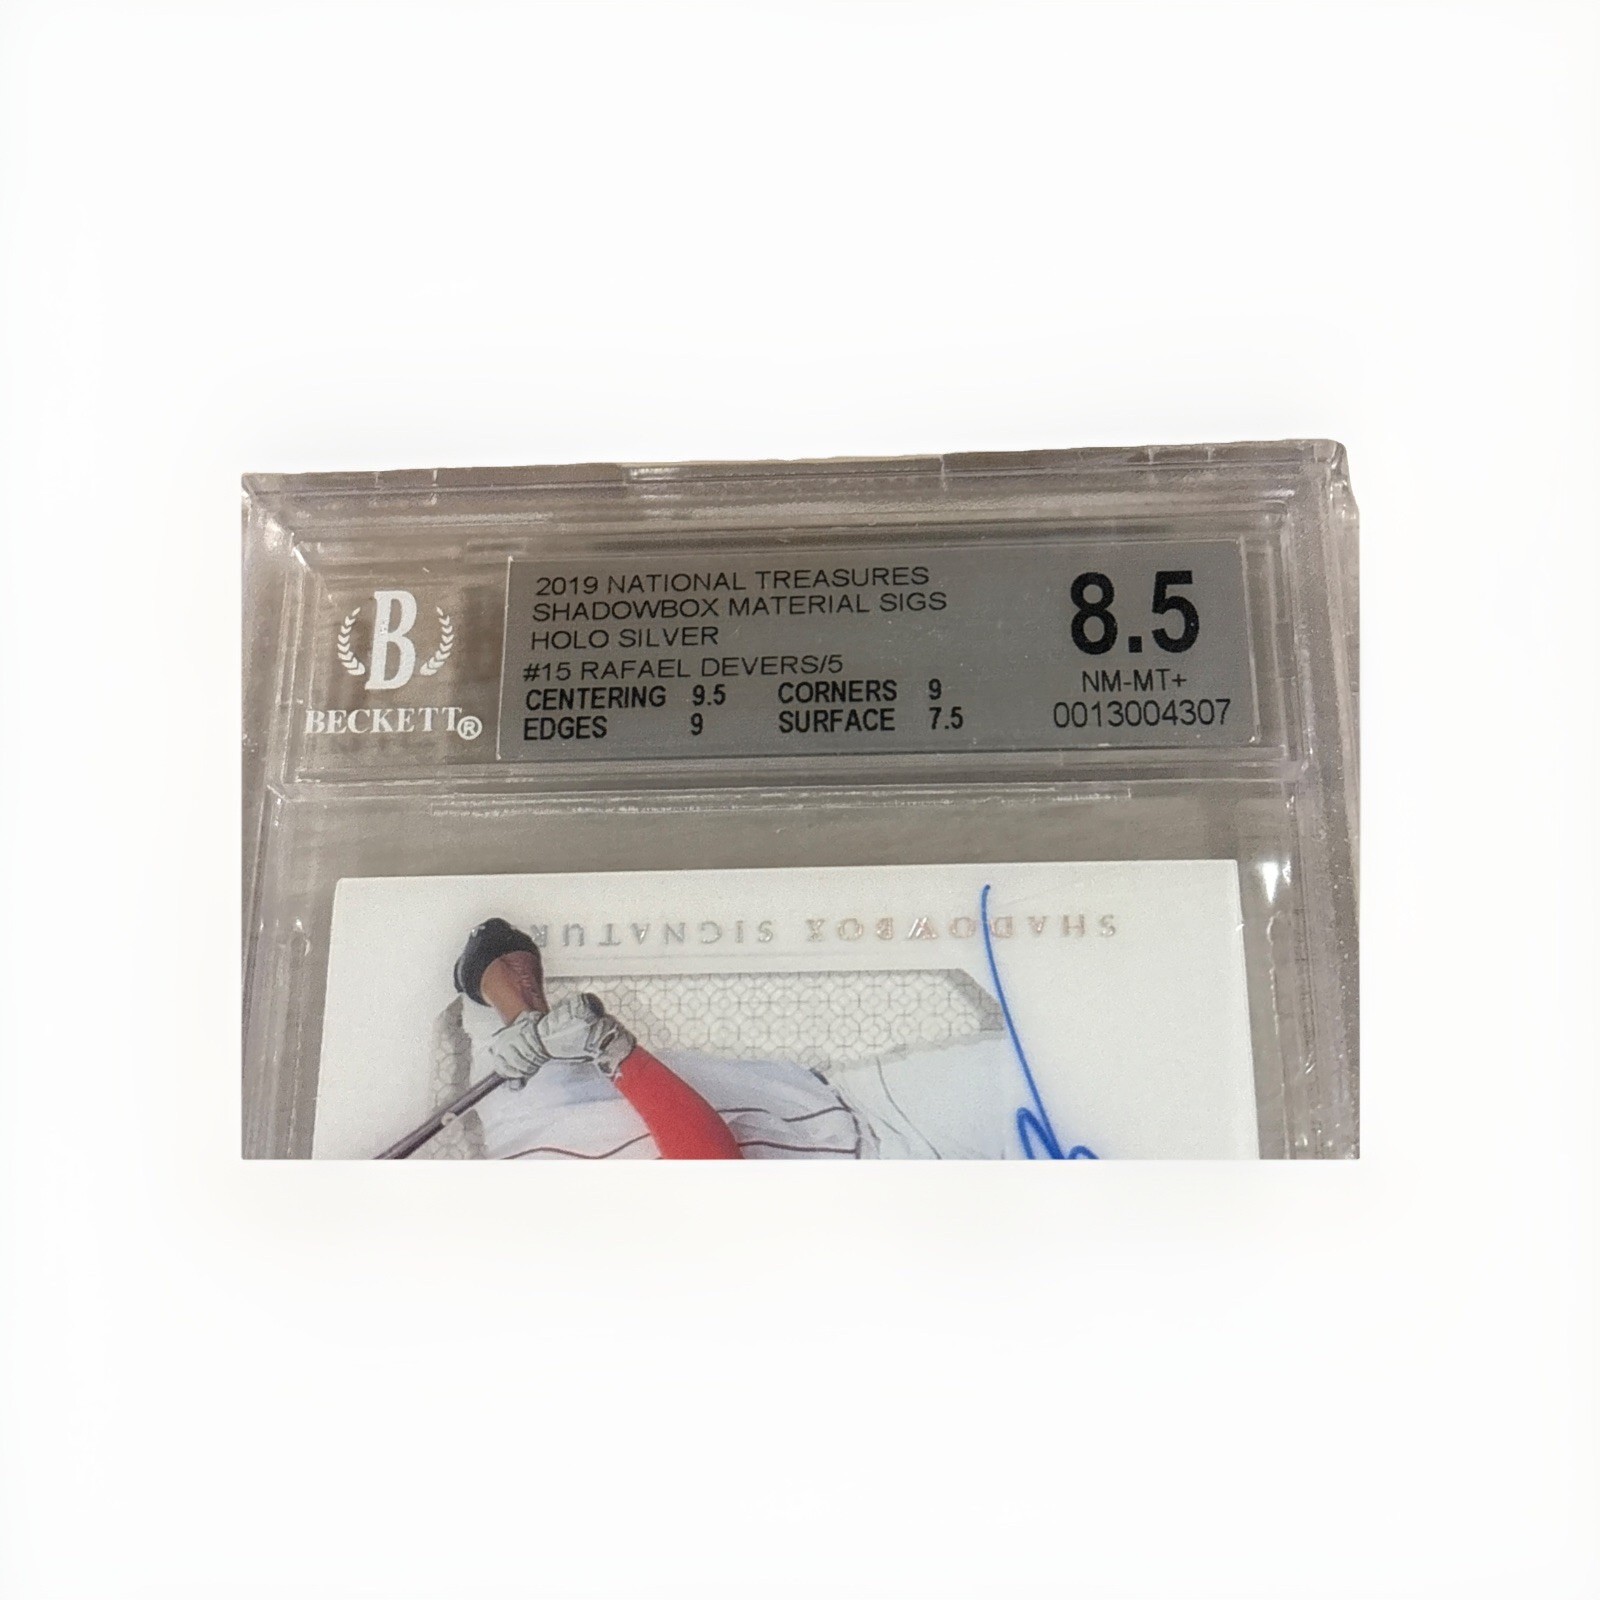 2019 NATIONAL TREASURES
SHADOWBOX MATERIAL SIGS
HOLO SILVER
#15 RAFAEL DEVERS/5
CENTERING 9.5 CORNERS 9
EDGES 9 SURFACE 7.5
8.5
NM-MT+
0013004307
B
BECKETT®
SHADOWBOX SIGNATUR